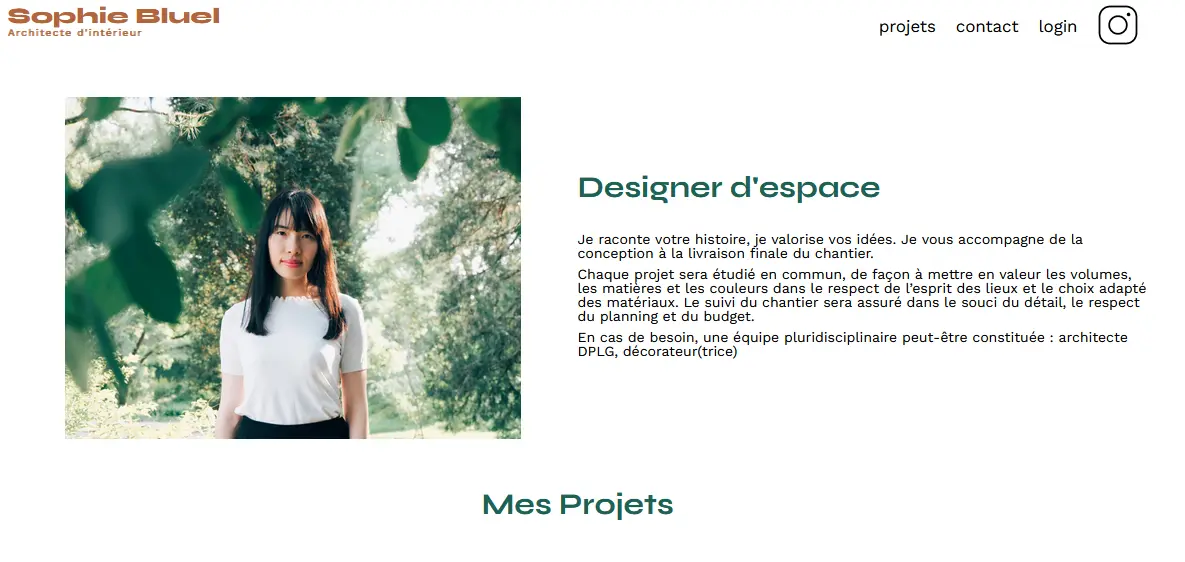 Sophie Bluel
Architecte d'intérieur
projets contact login
Designer d'espace
Je raconte votre histoire, je valorise vos idées. Je vous accompagne de la
conception à la livraison finale du chantier.
Chaque projet sera étudié en commun, de façon à mettre en valeur les volumes,
les matières et les couleurs dans le respect de l’esprit des lieux et le choix adapté
des matériaux. Le suivi du chantier sera assuré dans le souci du détail, le respect
du planning et du budget.
En cas de besoin, une équipe pluridisciplinaire peut-être constituée : architecte
DPLG, décorateur(trice)
Mes Projets